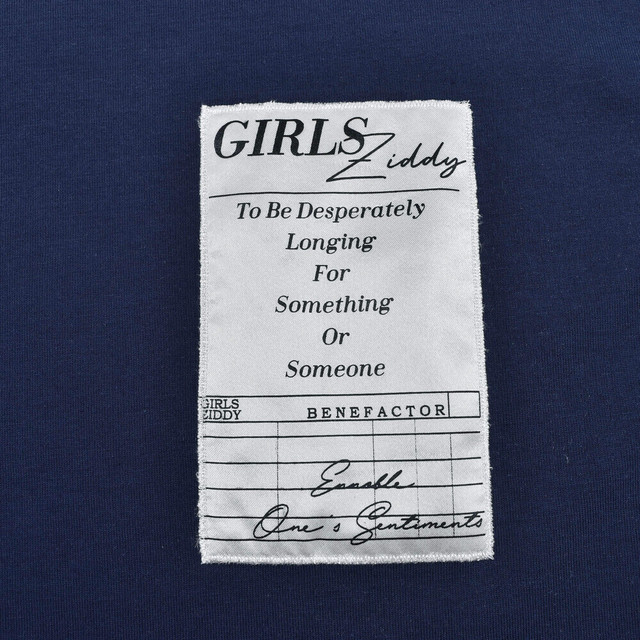 GIRLS Ziddy
To Be Desperately
Longing
For
Something
Or
Someone
GIRLS
ZIDDY
BENEFACTOR
Ennoble
One's Sentiments